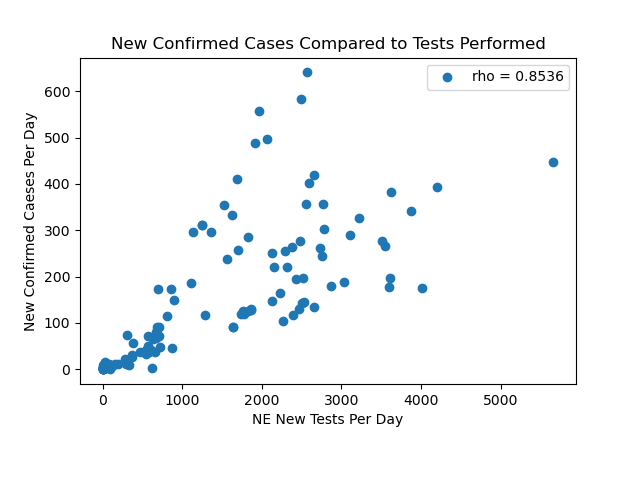 New Confirmed Cases Compared to Tests Performed
rho = 0.8536
600
500
400
300
200
100
0
New Confirmed Caeses Per Day
0 1000 2000 3000 4000 5000
NE New Tests Per Day